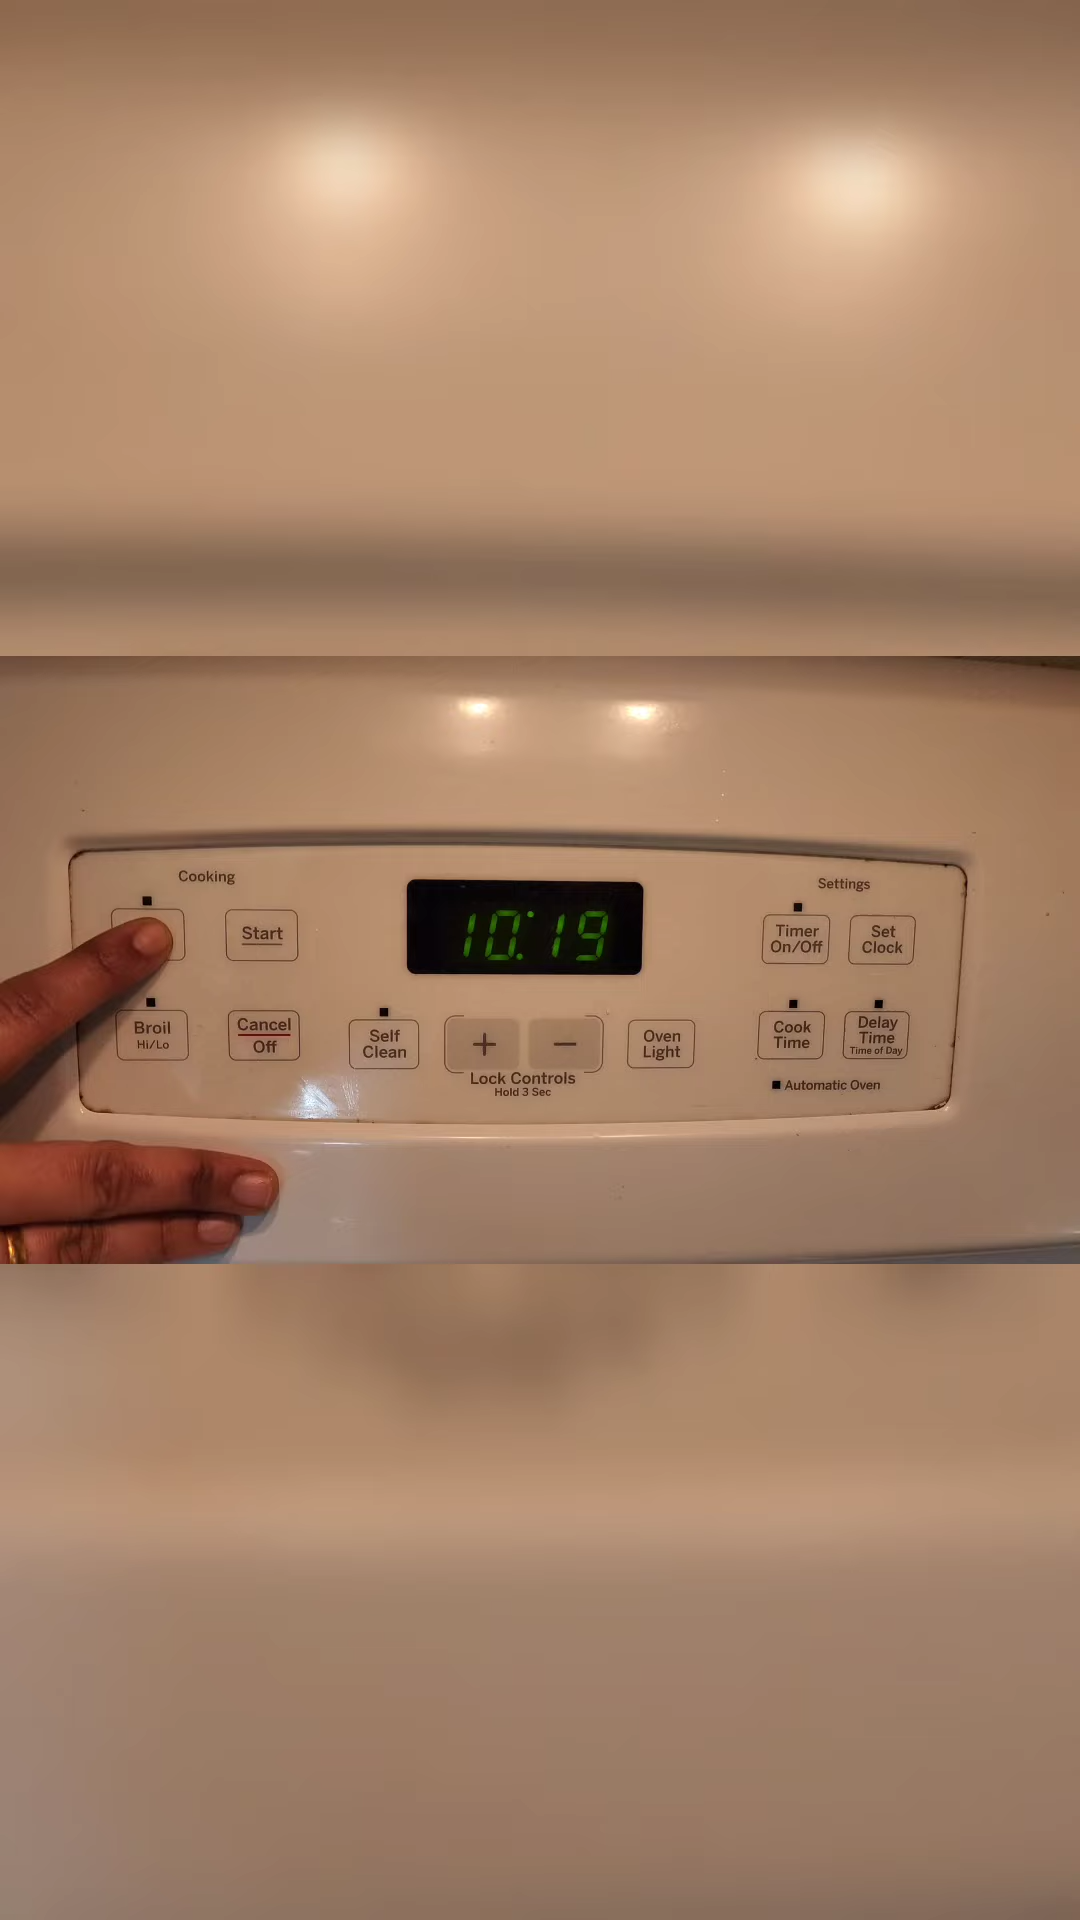 Cooking
Start
Broil
Hi/Lo
Cancel
Off
Self
Clean
10:19
+
−
Lock Controls
Hold 3 Sec
Oven
Light
Settings
Timer
On/Off
Set
Clock
Cook
Time
Delay
Time
Time of Day
Automatic Oven